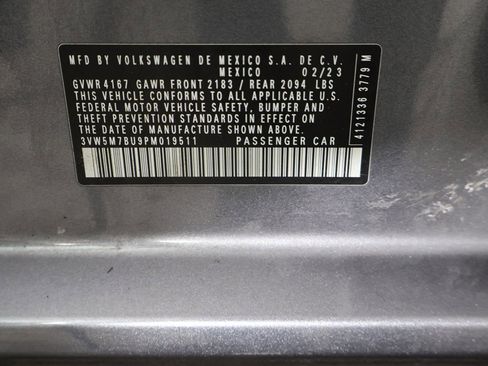 MFD BY VOLKSWAGEN DE MEXICO S.A. DE C.V.
MEXICO 02/23
GVWR 4167 GAWR FRONT 2183 / REAR 2094 LBS
THIS VEHICLE CONFORMS TO ALL APPLICABLE U.S.
FEDERAL MOTOR VEHICLE SAFETY, BUMPER AND
THEFT PREVENTION STANDARDS IN EFFECT ON THE
DATE OF MANUFACTURE SHOWN ABOVE.
3VW5M7BU9PM019511 PASSENGER CAR
4121336 3779 M